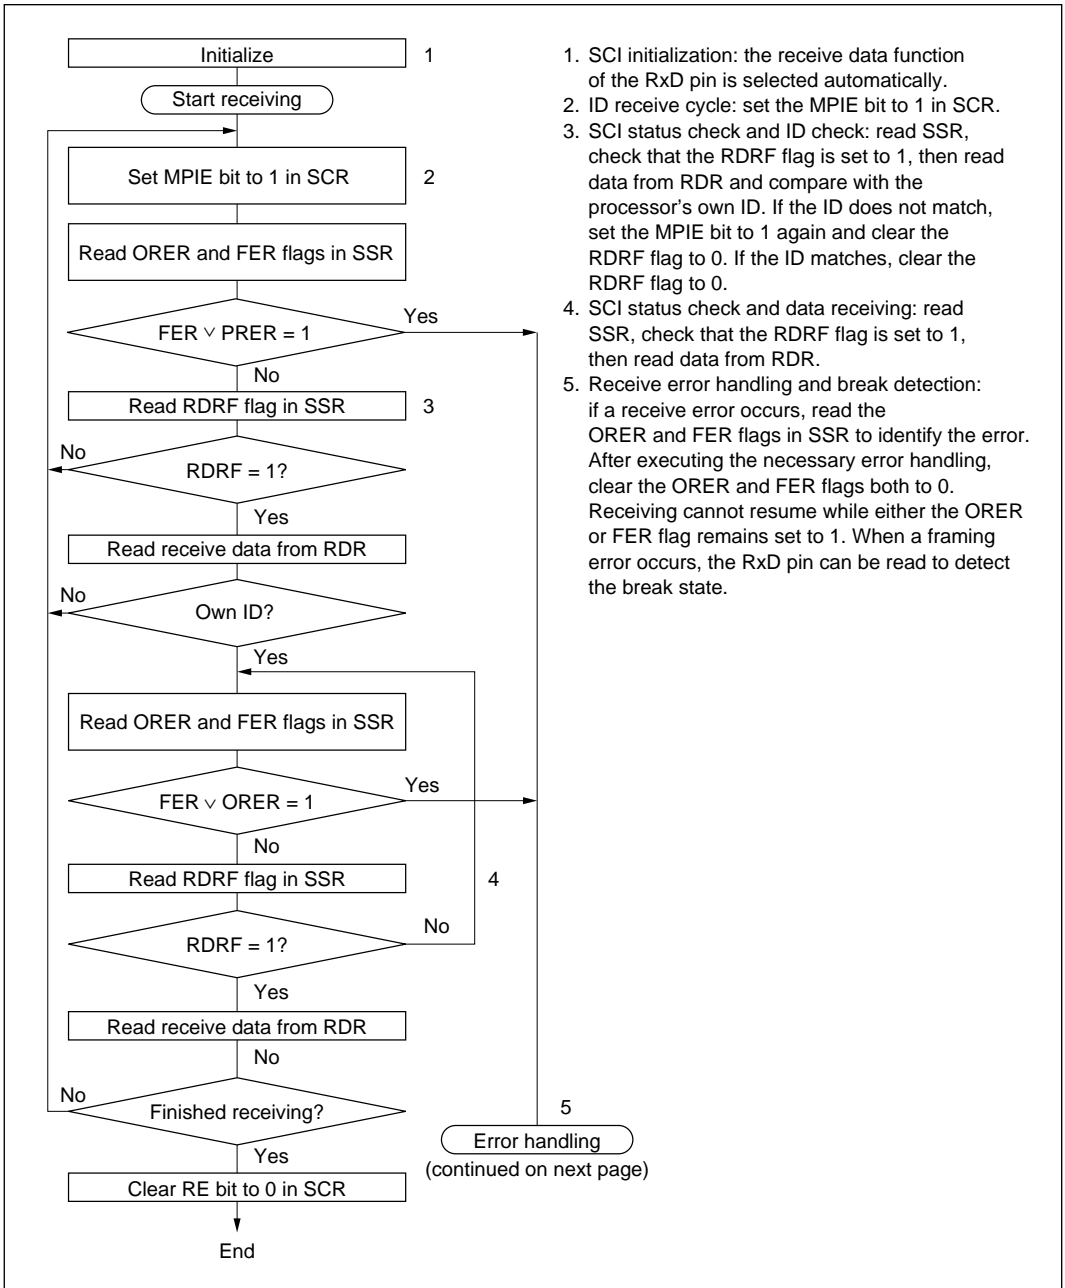 Initialize
1
Start receiving
Set MPIE bit to 1 in SCR
2
Read ORER and FER flags in SSR
FER ∨ PRER = 1
Yes
No
Read RDRF flag in SSR
3
No
RDRF = 1?
Yes
Read receive data from RDR
No
Own ID?
Yes
Read ORER and FER flags in SSR
FER ∨ ORER = 1
Yes
No
Read RDRF flag in SSR
4
RDRF = 1?
No
Yes
Read receive data from RDR
No
No
Finished receiving?
Yes
Clear RE bit to 0 in SCR
End
5
Error handling
(continued on next page)
1. SCI initialization: the receive data function
of the RxD pin is selected automatically.
2. ID receive cycle: set the MPIE bit to 1 in SCR.
3. SCI status check and ID check: read SSR,
check that the RDRF flag is set to 1, then read
data from RDR and compare with the
processor's own ID. If the ID does not match,
set the MPIE bit to 1 again and clear the
RDRF flag to 0. If the ID matches, clear the
RDRF flag to 0.
4. SCI status check and data receiving: read
SSR, check that the RDRF flag is set to 1,
then read data from RDR.
5. Receive error handling and break detection:
if a receive error occurs, read the
ORER and FER flags in SSR to identify the error.
After executing the necessary error handling,
clear the ORER and FER flags both to 0.
Receiving cannot resume while either the ORER
or FER flag remains set to 1. When a framing
error occurs, the RxD pin can be read to detect
the break state.